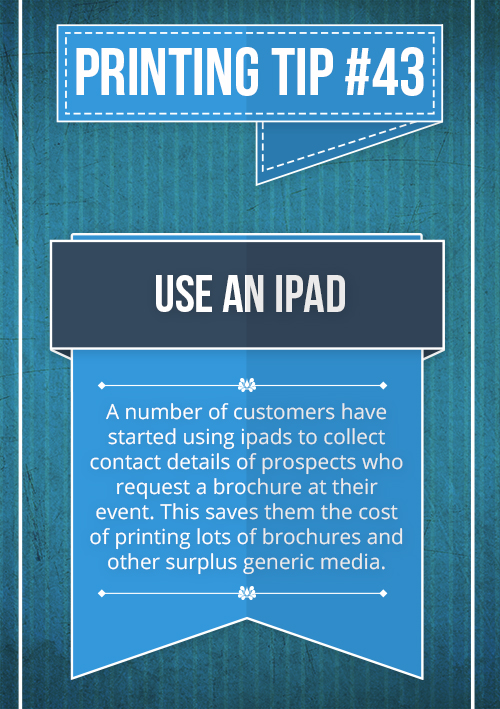 PRINTING TIP #43
USE AN IPAD
A number of customers have
started using ipads to collect
contact details of prospects who
request a brochure at their
event. This saves them the cost
of printing lots of brochures and
other surplus generic media.